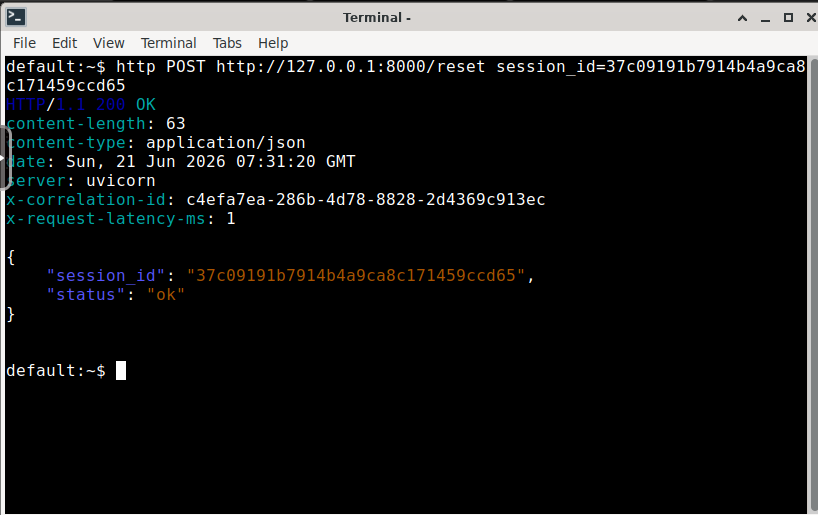 Terminal -
File Edit View Terminal Tabs Help
default:~$ http POST http://127.0.0.1:8000/reset session_id=37c09191b7914b4a9ca8
c171459ccd65
HTTP/1.1 200 OK
content-length: 63
content-type: application/json
date: Sun, 21 Jun 2026 07:31:20 GMT
server: uvicorn
x-correlation-id: c4efa7ea-286b-4d78-8828-2d4369c913ec
x-request-latency-ms: 1
{
    "session_id": "37c09191b7914b4a9ca8c171459ccd65",
    "status": "ok"
}
default:~$